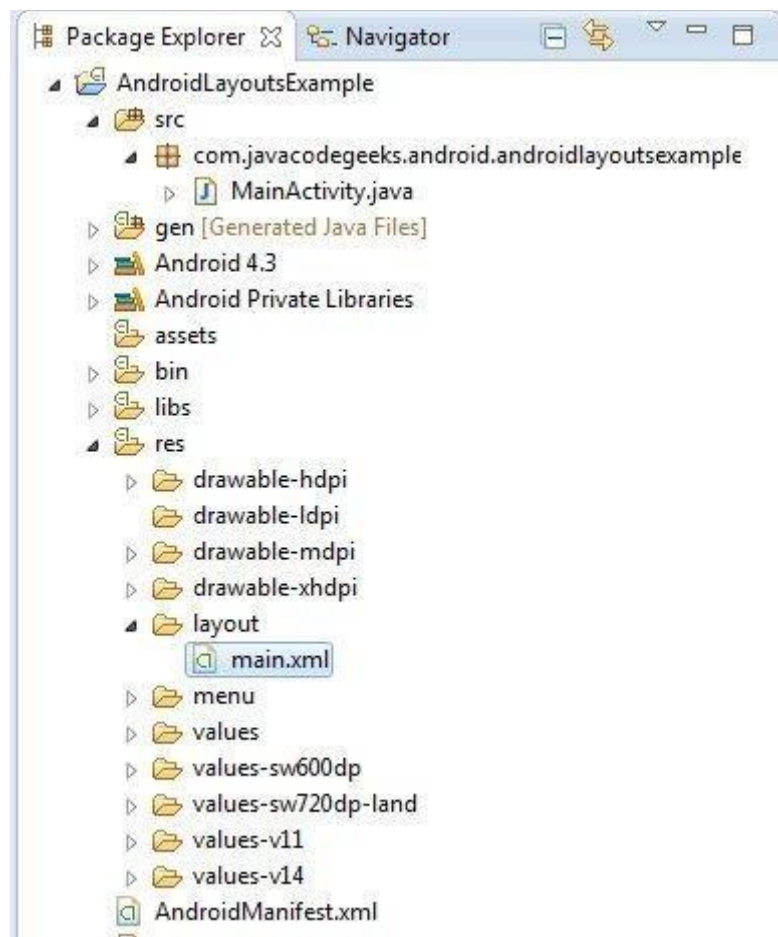 Package Explorer Navigator
AndroidLayoutsExample
src
com.javacodegeeks.android.androidlayoutsexample
MainActivity.java
gen [Generated Java Files]
Android 4.3
Android Private Libraries
assets
bin
libs
res
drawable-hdpi
drawable-ldpi
drawable-mdpi
drawable-xhdpi
layout
main.xml
menu
values
values-sw600dp
values-sw720dp-land
values-v11
values-v14
AndroidManifest.xml